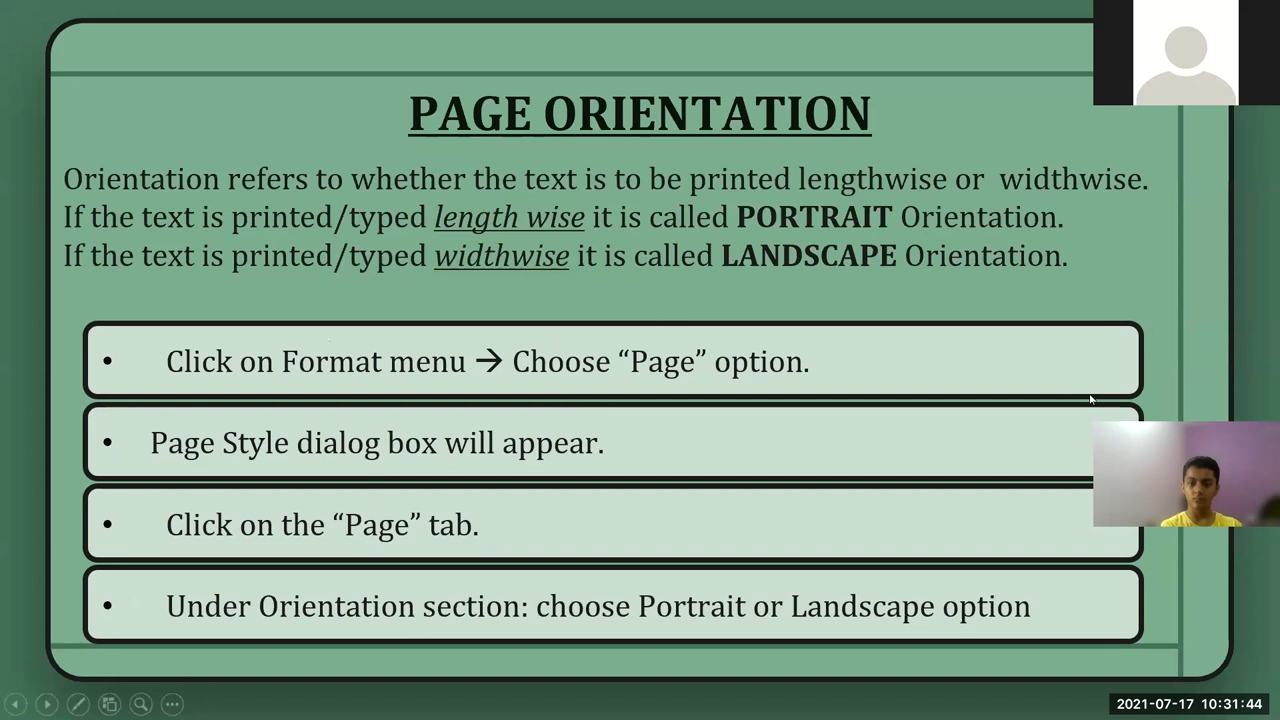 PAGE ORIENTATION
Orientation refers to whether the text is to be printed lengthwise or  widthwise.
If the text is printed/typed length wise it is called PORTRAIT Orientation.
If the text is printed/typed widthwise it is called LANDSCAPE Orientation.
• Click on Format menu → Choose “Page” option.
• Page Style dialog box will appear.
• Click on the “Page” tab.
• Under Orientation section: choose Portrait or Landscape option
2021-07-17 10:31:44